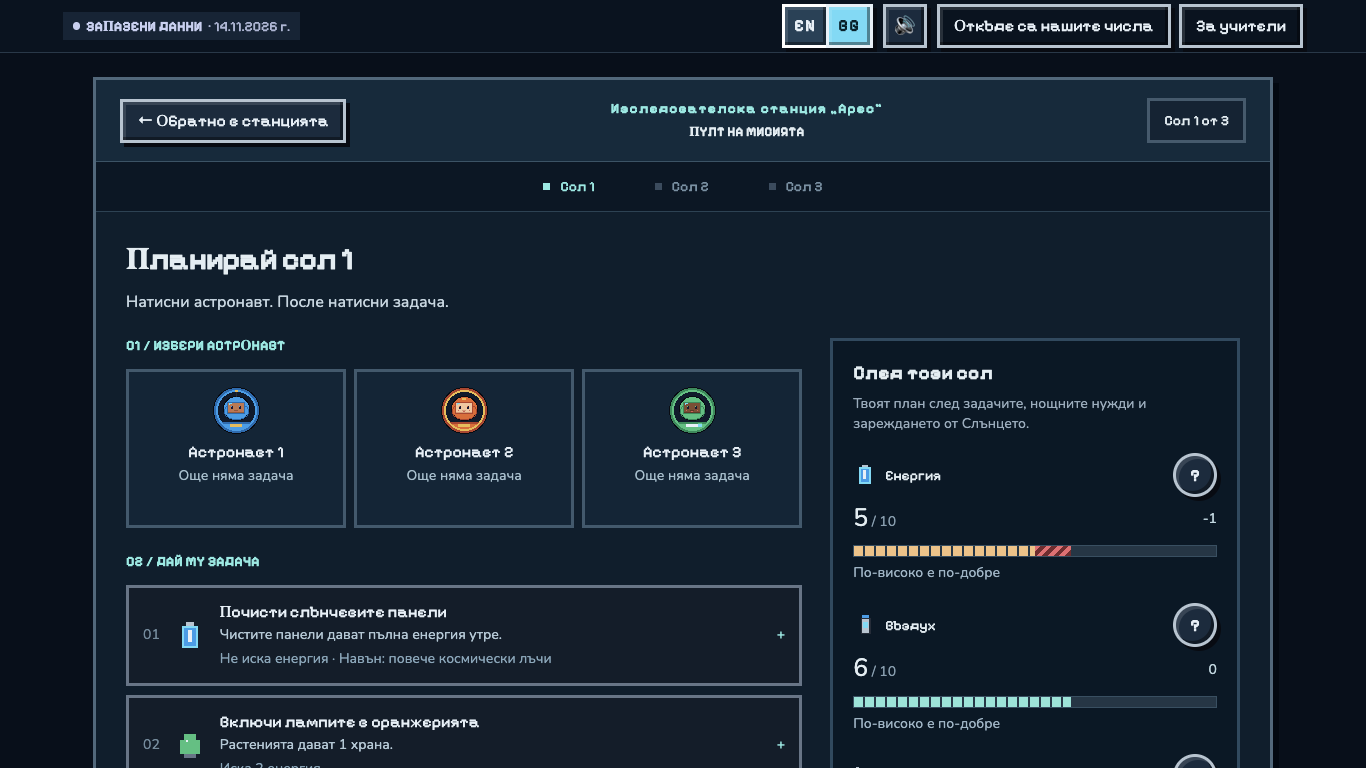 ЗАПАЗЕНИ ДАННИ · 14.11.2026 г.
EN
BG
Откъде са нашите числа
За учители
← Обратно в станцията
Изследователска станция „Арес“
ПУЛТ НА МИСИЯТА
Сол 1 от 3
Сол 1
Сол 2
Сол 3
Планирай сол 1
Натисни астронавт. После натисни задача.
01 / ИЗБЕРИ АСТРОНАВТ
Астронавт 1
Още няма задача
Астронавт 2
Още няма задача
Астронавт 3
Още няма задача
02 / ДАЙ МУ ЗАДАЧА
01
Почисти слънчевите панели
Чистите панели дават пълна енергия утре.
Не иска енергия · Навън: повече космически лъчи
+
02
Включи лампите в оранжерията
Растенията дават 1 храна.
Иска 2 енергия
+
След този сол
Твоят план след задачите, нощните нужди и
зареждането от Слънцето.
Енергия
?
5 / 10
-1
По-високо е по-добре
Въздух
?
6 / 10
0
По-високо е по-добре